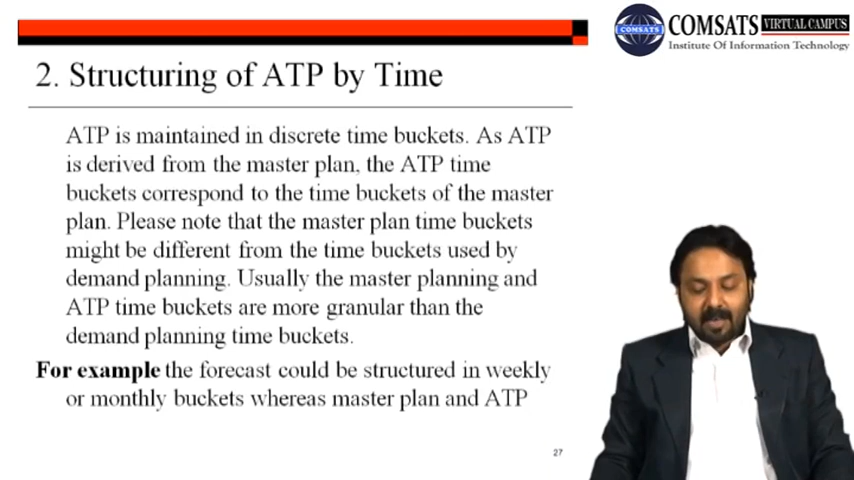 COMSATS VIRTUAL CAMPUS
COMSATS
Institute Of Information Technology
2. Structuring of ATP by Time
ATP is maintained in discrete time buckets. As ATP
is derived from the master plan, the ATP time
buckets correspond to the time buckets of the master
plan. Please note that the master plan time buckets
might be different from the time buckets used by
demand planning. Usually the master planning and
ATP time buckets are more granular than the
demand planning time buckets.
For example the forecast could be structured in weekly
or monthly buckets whereas master plan and ATP
27